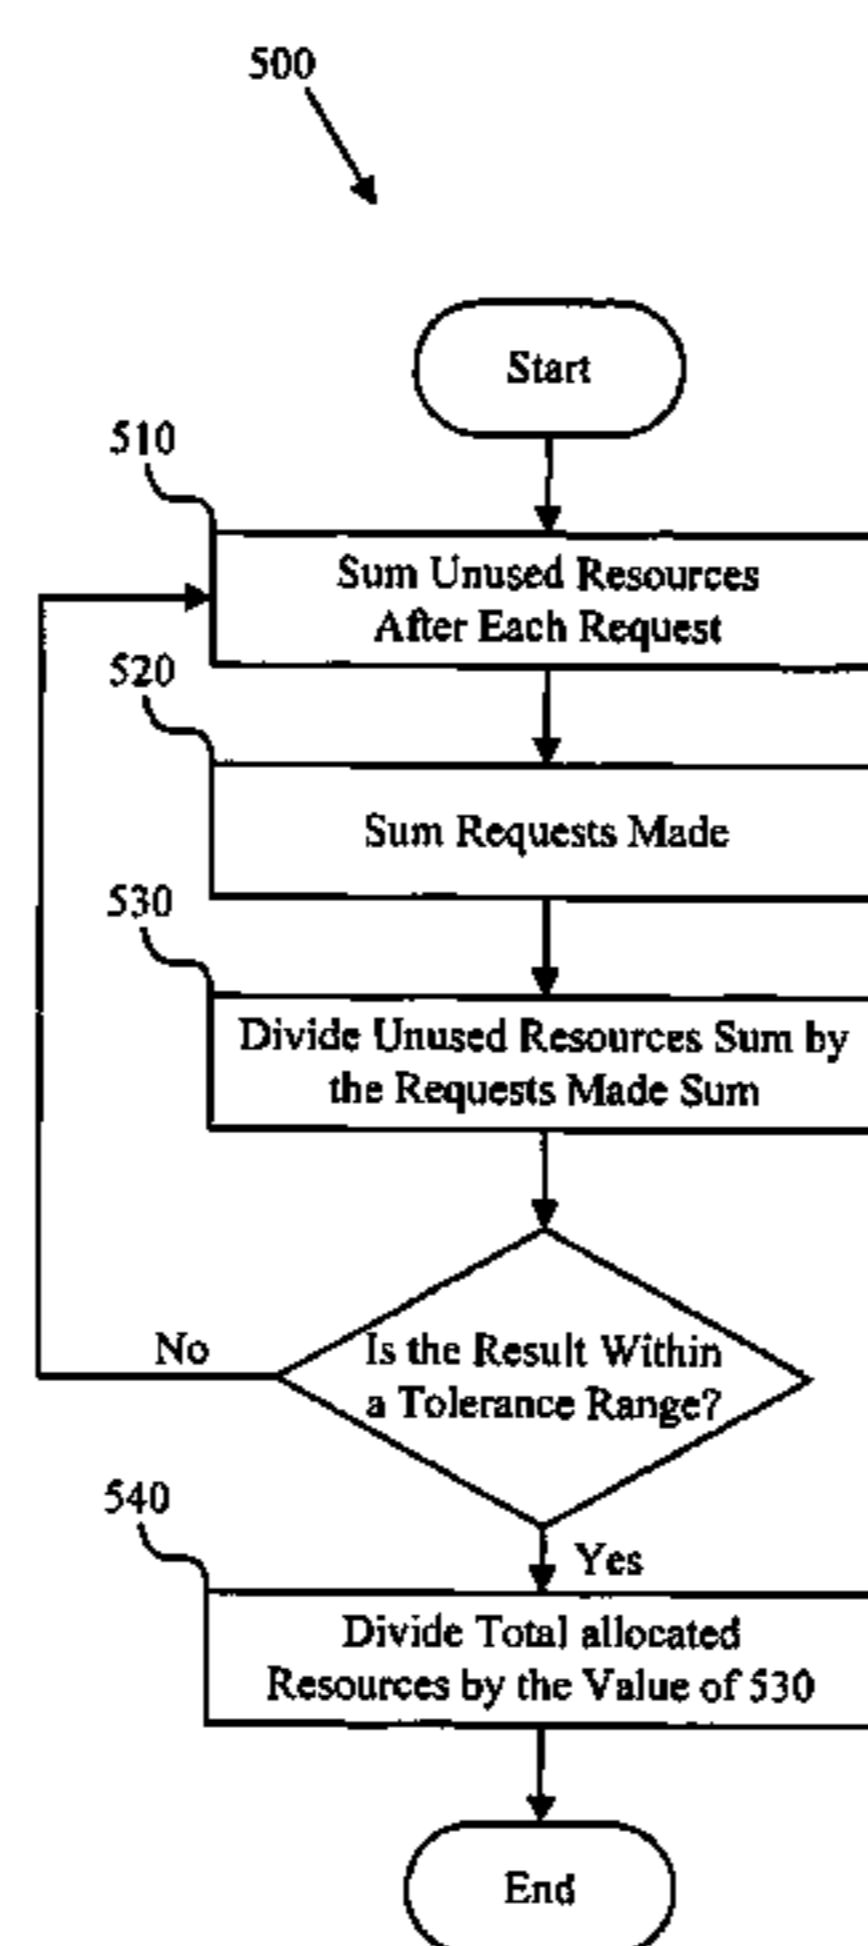 500
Start
510
Sum Unused Resources
After Each Request
520
Sum Requests Made
530
Divide Unused Resources Sum by
the Requests Made Sum
Is the Result Within
a Tolerance Range?
No
Yes
540
Divide Total allocated
Resources by the Value of 530
End